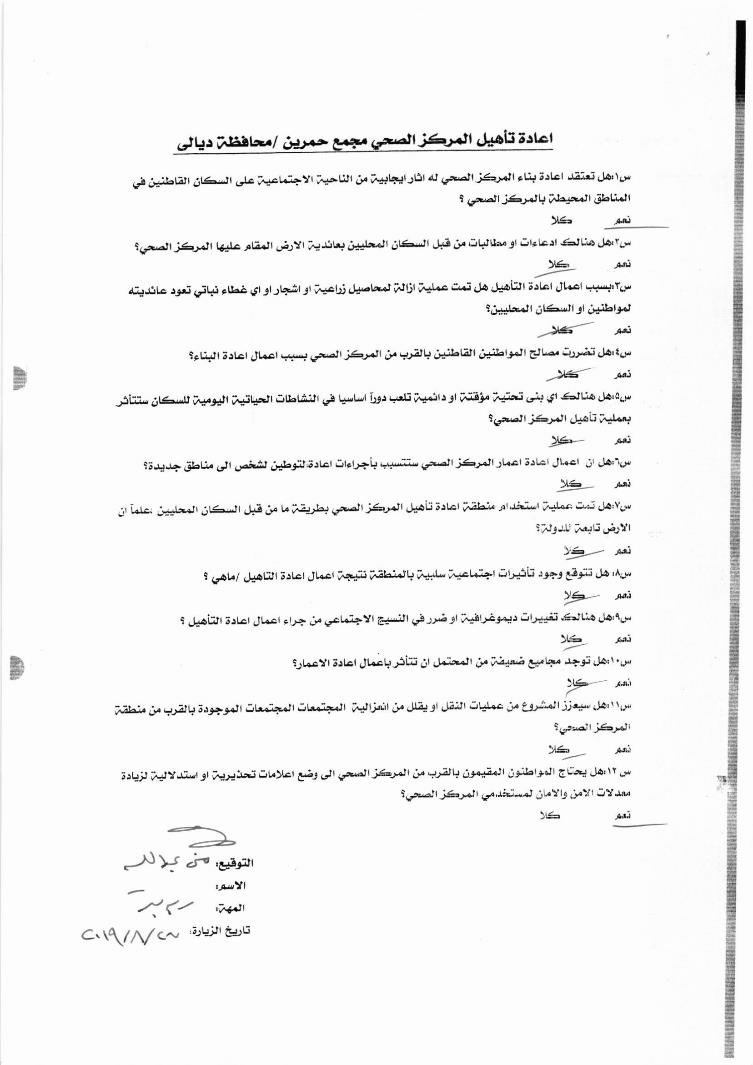 اعادة تأهيل المركز الصحي مجمع حمرين /محافظة ديالى
س١:هل تعتقد اعادة بناء المركز الصحي له اثار ايجابية من الناحية الاجتماعية على السكان القاطنين في
المناطق المحيطة بالمركز الصحي ؟
نعم كلا
س٢:هل هنالك ادعاءات او مطالبات من قبل السكان المحليين بعائدية الارض المقام عليها المركز الصحي؟
نعم كلا
س٣:بسبب اعمال اعادة التأهيل هل تمت عملية ازالة لمحاصيل زراعية او اشجار او اي غطاء نباتي تعود عائديته
لمواطنين او السكان المحليين؟
نعم كلا
س٤:هل تضررت مصالح المواطنين القاطنين بالقرب من المركز الصحي بسبب اعمال اعادة البناء؟
نعم كلا
س٥:هل هنالك اي بنى تحتية مؤقتة او دائمية تلعب دوراً اساسيا في النشاطات الحياتية اليومية للسكان ستتأثر
بعملية تأهيل المركز الصحي؟
نعم كلا
س٦:هل ان اعمال اعادة اعمار المركز الصحي ستتسبب بأجراءات اعادة لتوطين لشخص الى مناطق جديدة؟
نعم كلا
س٧:هل تمت عملية استخدام منطقة اعادة تأهيل المركز الصحي بطريقة ما من قبل السكان المحليين ،علماً ان
الارض تابعة للدولة؟
نعم كلا
س٨: هل تتوقع وجود تأثيرات اجتماعية سلبية بالمنطقة نتيجة اعمال اعادة التاهيل /ماهي ؟
نعم كلا
س٩:هل هنالك تغييرات ديموغرافية او ضرر في النسيج الاجتماعي من جراء اعمال اعادة التأهيل ؟
نعم كلا
س١٠:هل توجد مجاميع ضعيفة من المحتمل ان تتأثر بأعمال اعادة الاعمار؟
نعم كلا
س١١:هل سيعزز المشروع من عمليات النقل او يقلل من انعزالية المجتمعات المجتمعات الموجودة بالقرب من منطقة
المركز الصحي؟
نعم كلا
س١٢:هل يحتاج المواطنون المقيمون بالقرب من المركز الصحي الى وضع اعلامات تحذيرية او استدلالية لزيادة
معدلات الامن والامان لمستخدمي المركز الصحي؟
نعم كلا
التوقيع:
الاسم:
المهة:
تاريخ الزيارة: